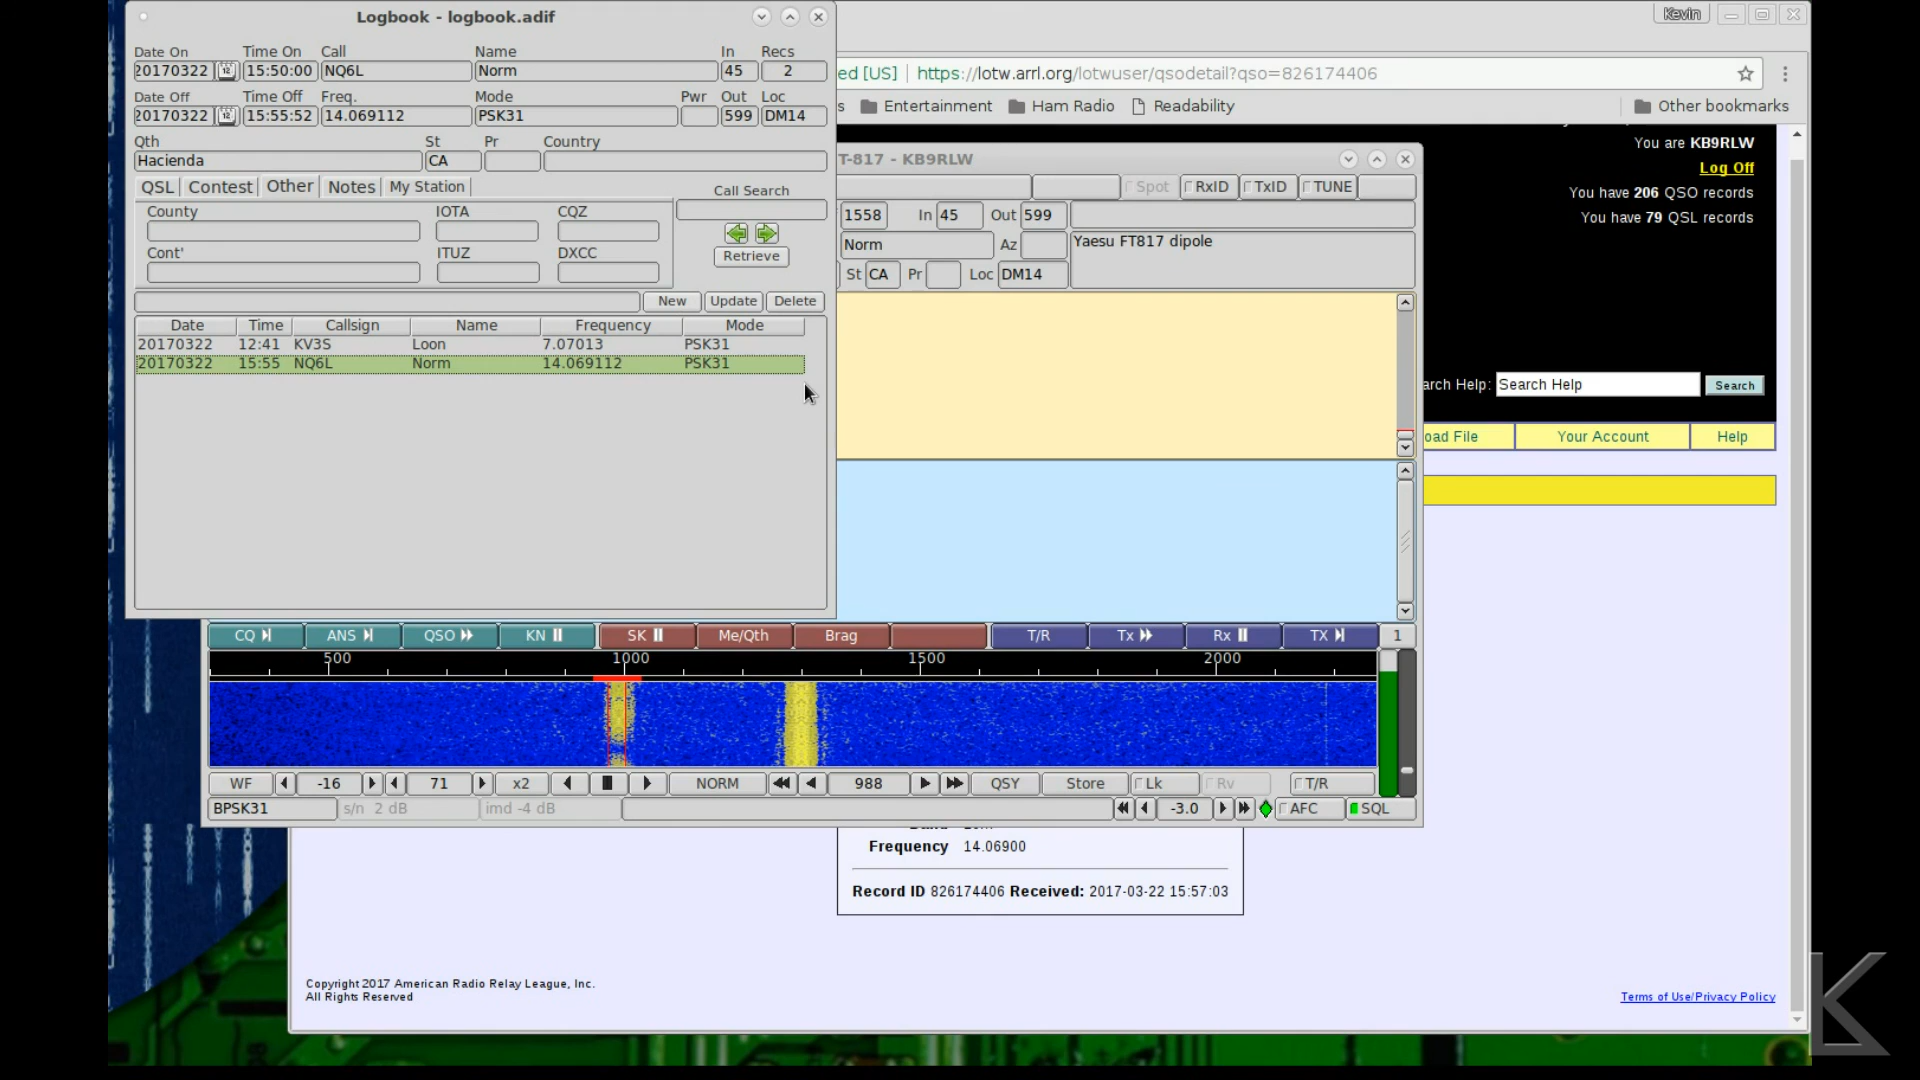 Logbook - logbook.adif
Date On Time On Call Name In Recs
20170322 15:50:00 NQ6L Norm 45 2
Date Off Time Off Freq. Mode Pwr Out Loc
20170322 15:55:52 14.069112 PSK31 599 DM14
Qth St Pr Country
Hacienda CA
QSL Contest Other Notes My Station
Call Search
County IOTA CQZ
Cont' ITUZ DXCC
Retrieve
New Update Delete
Date Time Callsign Name Frequency Mode
20170322 12:41 KV3S Loon 7.07013 PSK31
20170322 15:55 NQ6L Norm 14.069112 PSK31
Kevin
ed [US] https://lotw.arrl.org/lotwuser/qsodetail?qso=826174406
s Entertainment Ham Radio Readability Other bookmarks
You are KB9RLW
Log Off
You have 206 QSO records
You have 79 QSL records
T-817 - KB9RLW
Spot RxID TxID TUNE
1558 In 45 Out 599
Norm Az Yaesu FT817 dipole
St CA Pr Loc DM14
arch Help: Search Help Search
oad File Your Account Help
CQ ANS QSO KN SK Me/Qth Brag T/R Tx Rx TX 1
500 1000 1500 2000
WF -16 71 x2 NORM 988 QSY Store Lk Rv T/R
BPSK31 s/n 2 dB imd -4 dB -3.0 AFC SQL
Frequency 14.06900
Record ID 826174406 Received: 2017-03-22 15:57:03
Copyright 2017 American Radio Relay League, Inc.
All Rights Reserved
Terms of Use/Privacy Policy
K